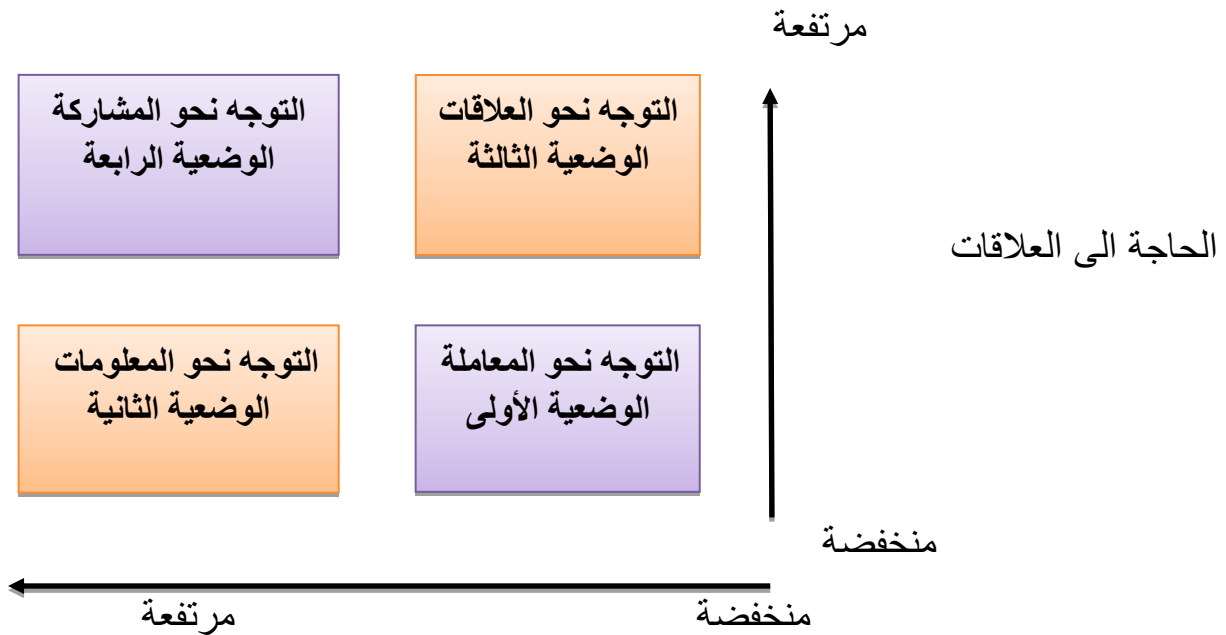 مرتفعة
التوجه نحو العلاقات
الوضعية الثالثة
التوجه نحو المشاركة
الوضعية الرابعة
الحاجة الى العلاقات
التوجه نحو المعاملة
الوضعية الأولى
التوجه نحو المعلومات
الوضعية الثانية
منخفضة
منخفضة
مرتفعة